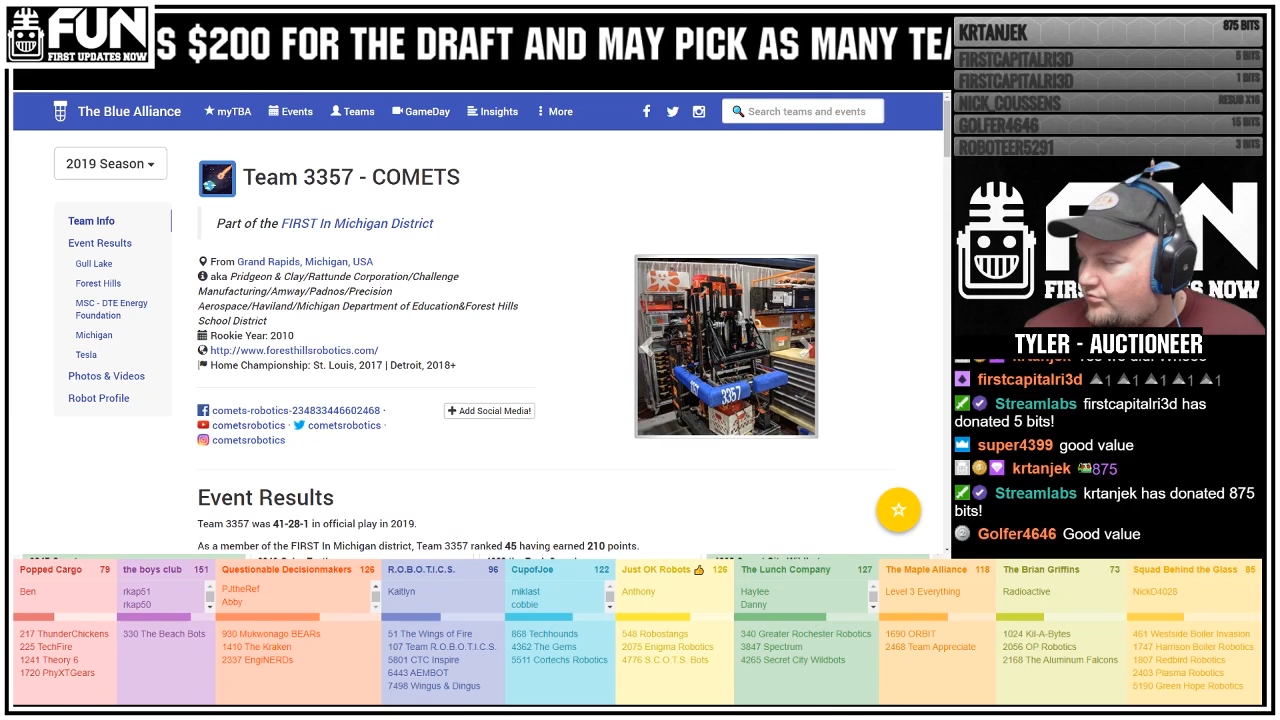 FUN
FIRST UPDATES NOW
S $200 FOR THE DRAFT AND MAY PICK AS MANY TEA
The Blue Alliance
myTBA
Events
Teams
GameDay
Insights
More
Search teams and events
2019 Season
Team Info
Event Results
Gull Lake
Forest Hills
MSC - DTE Energy
Foundation
Michigan
Tesla
Photos & Videos
Robot Profile
Team 3357 - COMETS
Part of the FIRST In Michigan District
From Grand Rapids, Michigan, USA
aka Pridgeon & Clay/Rattunde Corporation/Challenge
Manufacturing/Amway/Padnos/Precision
Aerospace/Haviland/Michigan Department of Education&Forest Hills
School District
Rookie Year: 2010
http://www.foresthillsrobotics.com/
Home Championship: St. Louis, 2017 | Detroit, 2018+
comets-robotics-234833446602468 ·
cometsrobotics · cometsrobotics ·
cometsrobotics
Add Social Media!
3357
Event Results
Team 3357 was 41-28-1 in official play in 2019.
As a member of the FIRST In Michigan district, Team 3357 ranked 45 having earned 210 points.
KRTANJEK 875 BITS
FIRSTCAPITALRI3D 5 BITS
FIRSTCAPITALRI3D 1 BITS
NICK_COUSSENS RESUB X16
GOLFER4646 15 BITS
ROBOTEER5291 3 BITS
TYLER - AUCTIONEER
firstcapitalri3d 1 1 1 1 1
Streamlabs firstcapitalri3d has
donated 5 bits!
super4399 good value
krtanjek 875
Streamlabs krtanjek has donated 875
bits!
Golfer4646 Good value
Popped Cargo 79
Ben
217 ThunderChickens
225 TechFire
1241 Theory 6
1720 PhyXTGears
the boys club 151
rkap51
rkap50
330 The Beach Bots
Questionable Decisionmakers 126
PJtheRef
Abby
930 Mukwonago BEARs
1410 The Kraken
2337 EngiNERDs
R.O.B.O.T.I.C.S. 96
Kaitlyn
51 The Wings of Fire
107 Team R.O.B.O.T.I.C.S.
5801 CTC Inspire
6443 AEMBOT
7498 Wingus & Dingus
CupofJoe 122
miklast
cobbie
868 Techhounds
4362 The Gems
5511 Cortechs Robotics
Just OK Robots 126
Anthony
548 Robostangs
2075 Enigma Robotics
4776 S.C.O.T.S. Bots
The Lunch Company 127
Haylee
Danny
340 Greater Rochester Robotics
3847 Spectrum
4265 Secret City Wildbots
The Maple Alliance 118
Level 3 Everything
1690 ORBIT
2468 Team Appreciate
The Brian Griffins 73
Radioactive
1024 Kil-A-Bytes
2056 OP Robotics
2168 The Aluminum Falcons
Squad Behind the Glass 85
NickD4028
461 Westside Boiler Invasion
1747 Harrison Boiler Robotics
1807 Redbird Robotics
2403 Plasma Robotics
5190 Green Hope Robotics